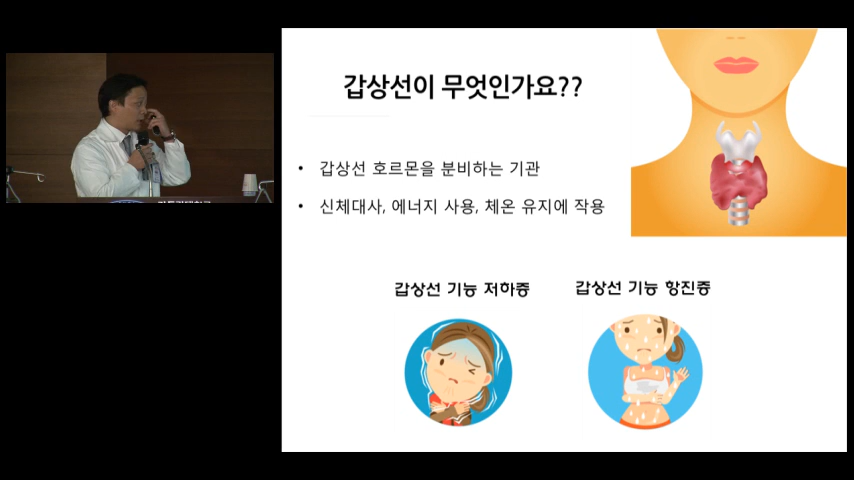 갑상선이 무엇인가요??
• 갑상선 호르몬을 분비하는 기관
• 신체대사, 에너지 사용, 체온 유지에 작용
갑상선 기능 저하증
갑상선 기능 항진증